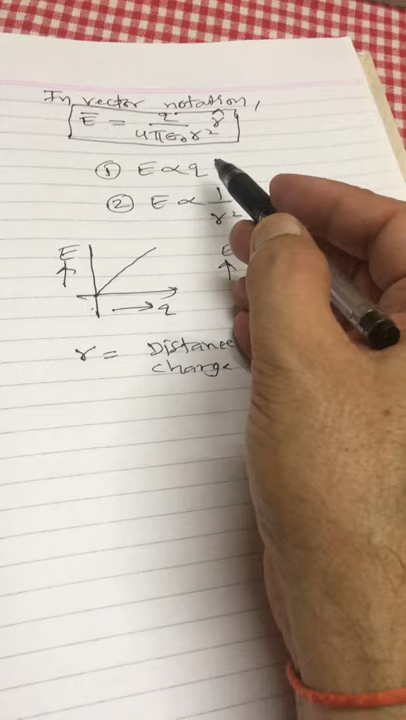 In vector notation,
E̅ = q / 4πε₀r² r̂
① E ∝ q
② E ∝ 1 / r²
E ↑ → q
E ↑
r = Distance
charge